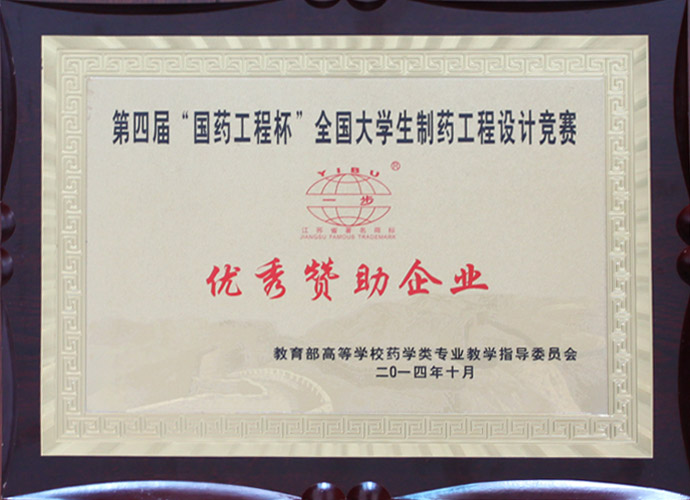 第四届“国药工程杯”全国大学生制药工程设计竞赛
YIBU ®
一步
江苏省著名商标
JIANGSU FAMOUS TRADEMARK
优秀赞助企业
教育部高等学校药学类专业教学指导委员会
二〇一四年十月